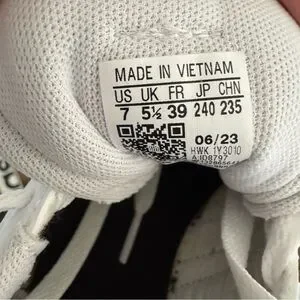 MADE IN VIETNAM
US UK FR JP CHN
7 5½ 39 240 235
06/23
HWK 1Y3010